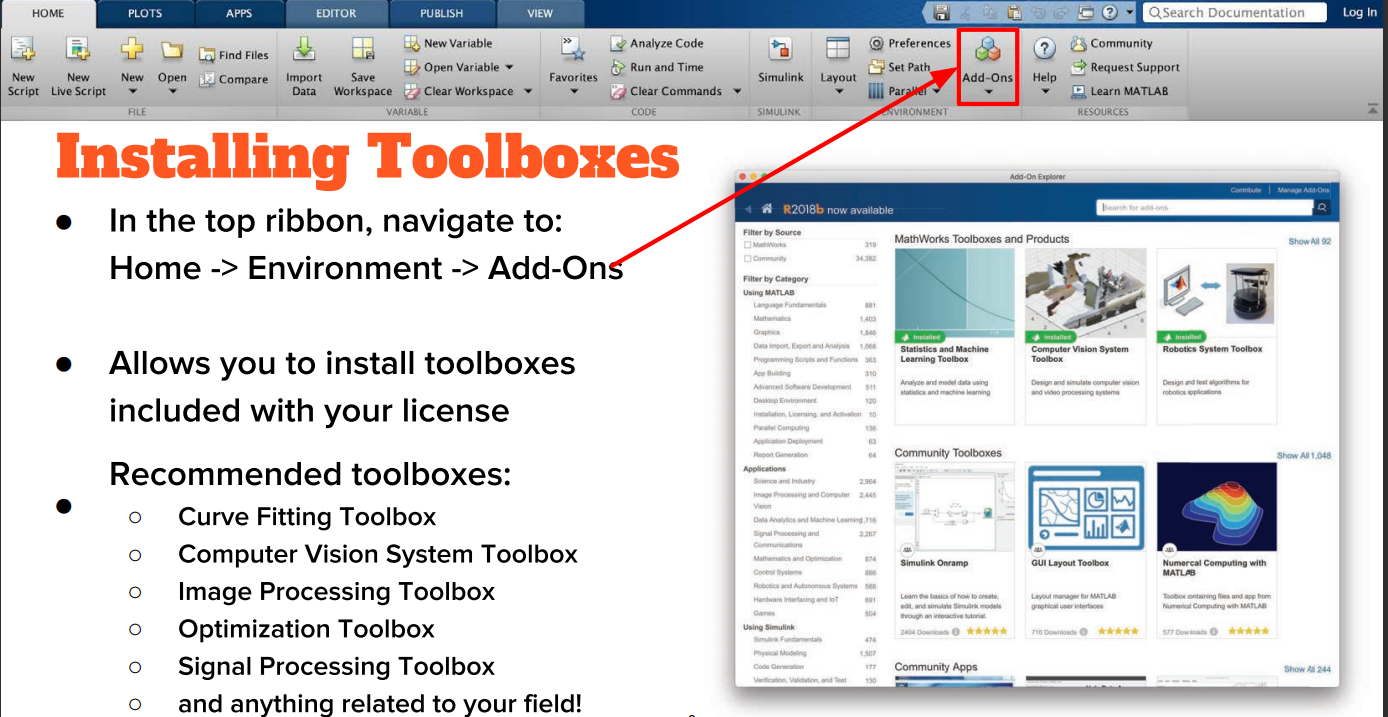 HOME PLOTS APPS EDITOR PUBLISH VIEW Search Documentation Log In
New Script
New Live Script
New
Open
Find Files
Compare
FILE
Import Data
Save Workspace
New Variable
Open Variable
Clear Workspace
VARIABLE
Favorites
Analyze Code
Run and Time
Clear Commands
CODE
Simulink
SIMULINK
Layout
Preferences
Set Path
Parallel
Add-Ons
ENVIRONMENT
Help
Community
Request Support
Learn MATLAB
RESOURCES
Installing Toolboxes
● In the top ribbon, navigate to:
Home -> Environment -> Add-Ons
● Allows you to install toolboxes
included with your license
● Recommended toolboxes:
○ Curve Fitting Toolbox
○ Computer Vision System Toolbox
○ Image Processing Toolbox
○ Optimization Toolbox
○ Signal Processing Toolbox
○ and anything related to your field!
Add-On Explorer
Contribute | Manage Add-Ons
R2018b now available
Search for add-ons
Filter by Source
MathWorks 319
Community 34,382
Filter by Category
Using MATLAB
Language Fundamentals 881
Mathematics 1,403
Graphics 1,846
Data Import, Export and Analysis 1,068
Programming Scripts and Functions 363
App Building 310
Advanced Software Development 511
Desktop Environment 120
Installation, Licensing, and Activation 10
Parallel Computing 136
Application Deployment 63
Report Generation 64
Applications
Science and Industry 2,964
Image Processing and Computer 2,445
Vision
Data Analytics and Machine Learning ,716
Signal Processing and 2,267
Communications
Mathematics and Optimization 874
Control Systems 886
Robotics and Autonomous Systems 588
Hardware Interfacing and IoT 691
Games 504
Using Simulink
Simulink Fundamentals 474
Physical Modeling 1,507
Code Generation 177
Verification, Validation, and Test 130
MathWorks Toolboxes and Products
Show All 92
Installed
Statistics and Machine
Learning Toolbox
Analyze and model data using
statistics and machine learning
Installed
Computer Vision System
Toolbox
Design and simulate computer vision
and video processing systems
Installed
Robotics System Toolbox
Design and test algorithms for
robotics applications
Community Toolboxes
Show All 1,048
Simulink Onramp
Learn the basics of how to create,
edit, and simulate Simulink models
through an interactive tutorial.
2404 Downloads
GUI Layout Toolbox
Layout manager for MATLAB
graphical user interfaces
716 Downloads
Numercal Computing with
MATLAB
Toolbox containing files and app from
Numerical Computing with MATLAB
577 Downloads
Community Apps
Show All 244